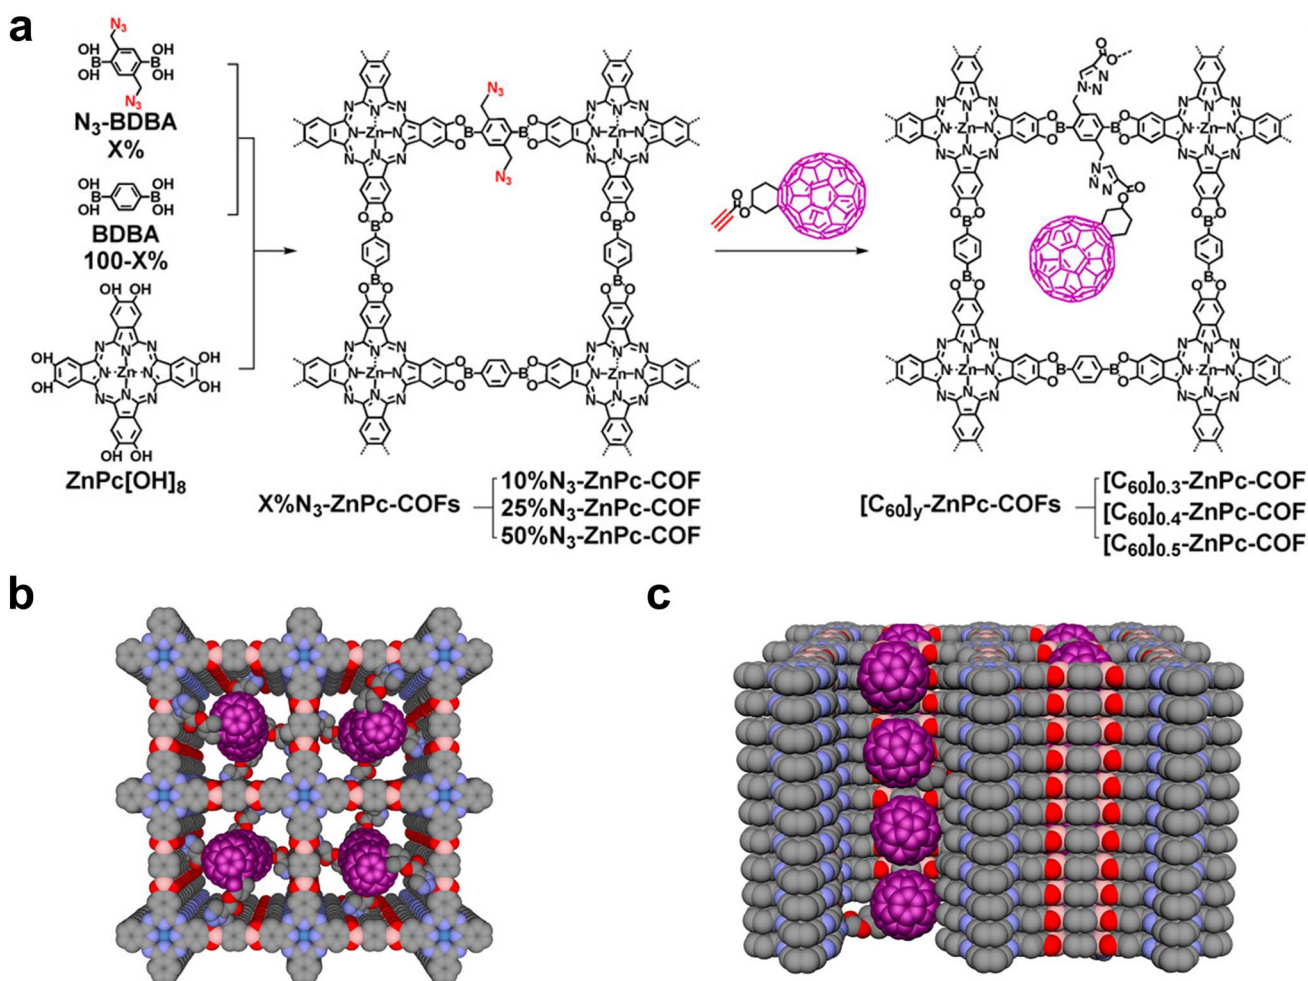 a
N₃
OH
OH
B
B
OH
OH
N₃
N₃-BDBA
X%
OH
OH
B
B
OH
OH
BDBA
100-X%
OH OH
OH
OH
N
N
N
N Zn N
N
N
N
OH
OH
OH OH
ZnPc[OH]₈
N₃
N₃
X%N₃-ZnPc-COFs
10%N₃-ZnPc-COF
25%N₃-ZnPc-COF
50%N₃-ZnPc-COF
O
O
[C₆₀]y-ZnPc-COFs
[C₆₀]₀.₃-ZnPc-COF
[C₆₀]₀.₄-ZnPc-COF
[C₆₀]₀.₅-ZnPc-COF
b
c